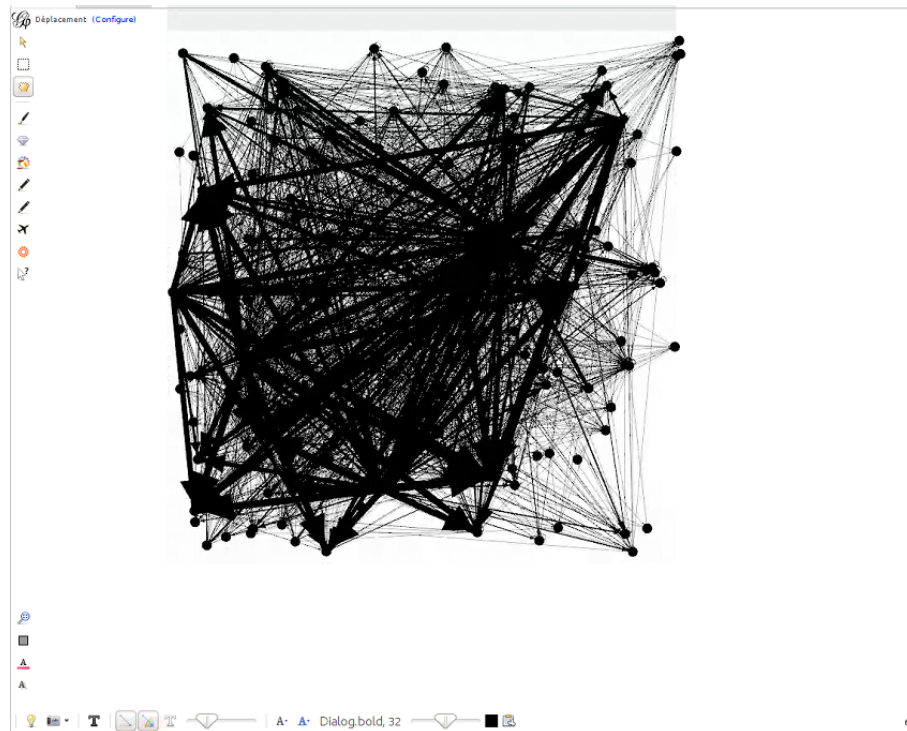 Déplacement (Configure)
A
A
T T A- A- Dialog.bold, 32